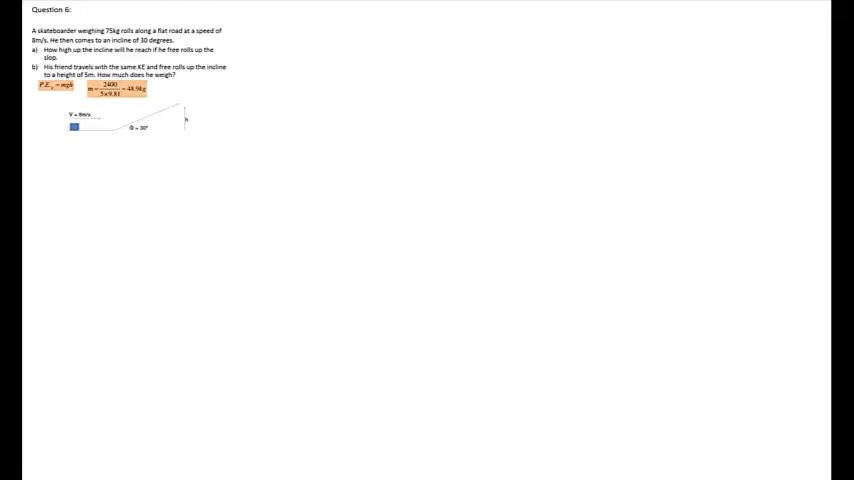 Question 6:
A skateboarder weighing 75kg rolls along a flat road at a speed of
8m/s. He then comes to an incline of 30 degrees.
a) How high up the incline will he reach if he free rolls up the
slop.
b) His friend travels with the same KE and free rolls up the incline
to a height of 5m. How much does he weigh?
m = 2400 / 5×9.81 = 48.9kg
V = 8m/s
h
Θ = 30°